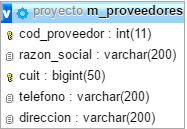 v proyecto m_proveedores
cod_proveedor : int(11)
razon_social : varchar(200)
cuit : bigint(50)
telefono : varchar(200)
direccion : varchar(200)